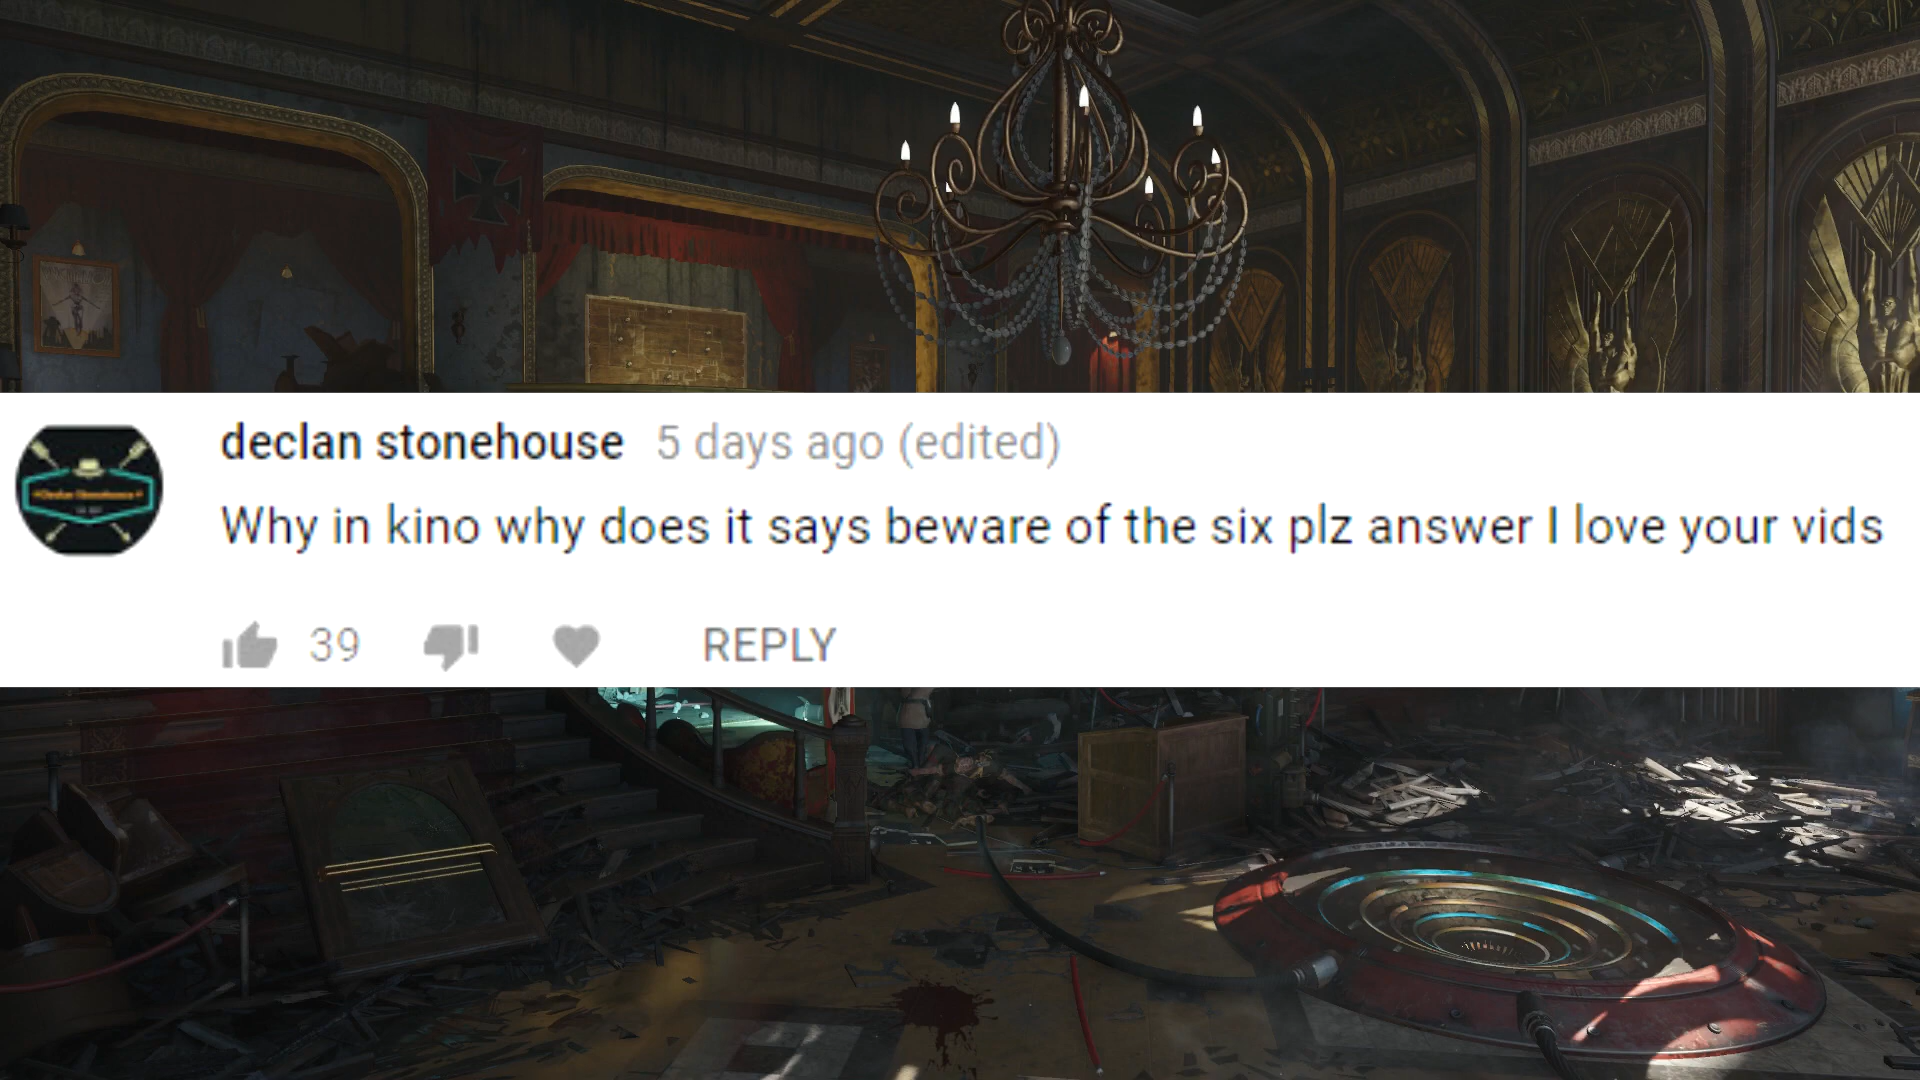 declan stonehouse 5 days ago (edited)
Why in kino why does it says beware of the six plz answer I love your vids
39 REPLY